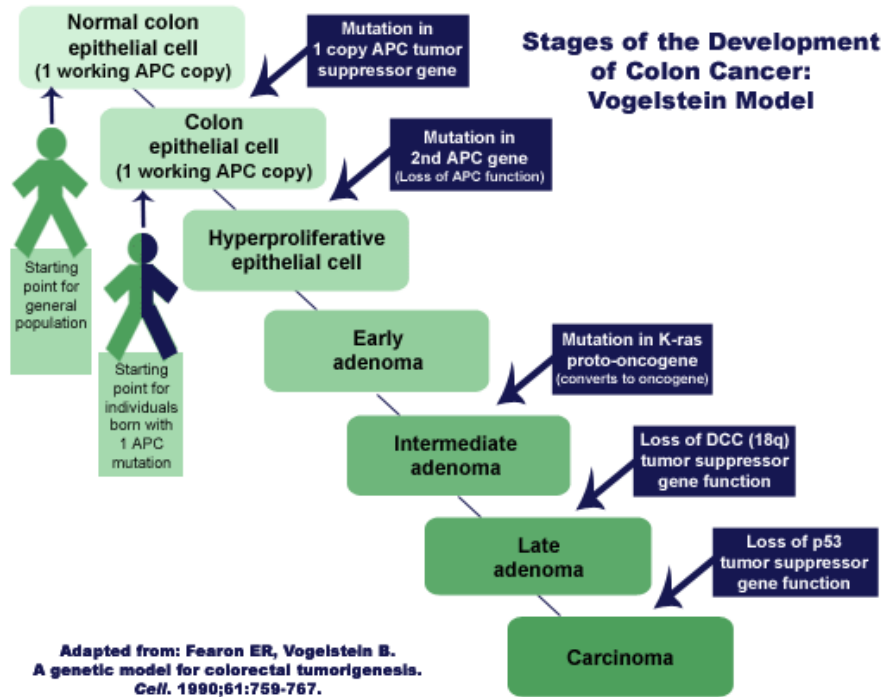 Stages of the Development
of Colon Cancer:
Vogelstein Model
Normal colon
epithelial cell
(1 working APC copy)
Mutation in
1 copy APC tumor
suppressor gene
Colon
epithelial cell
(1 working APC copy)
Mutation in
2nd APC gene
(Loss of APC function)
Starting
point for
general
population
Hyperproliferative
epithelial cell
Starting
point for
individuals
born with
1 APC
mutation
Early
adenoma
Mutation in K-ras
proto-oncogene
(converts to oncogene)
Intermediate
adenoma
Loss of DCC (18q)
tumor suppressor
gene function
Late
adenoma
Loss of p53
tumor suppressor
gene function
Carcinoma
Adapted from: Fearon ER, Vogelstein B.
A genetic model for colorectal tumorigenesis.
Cell. 1990;61:759-767.